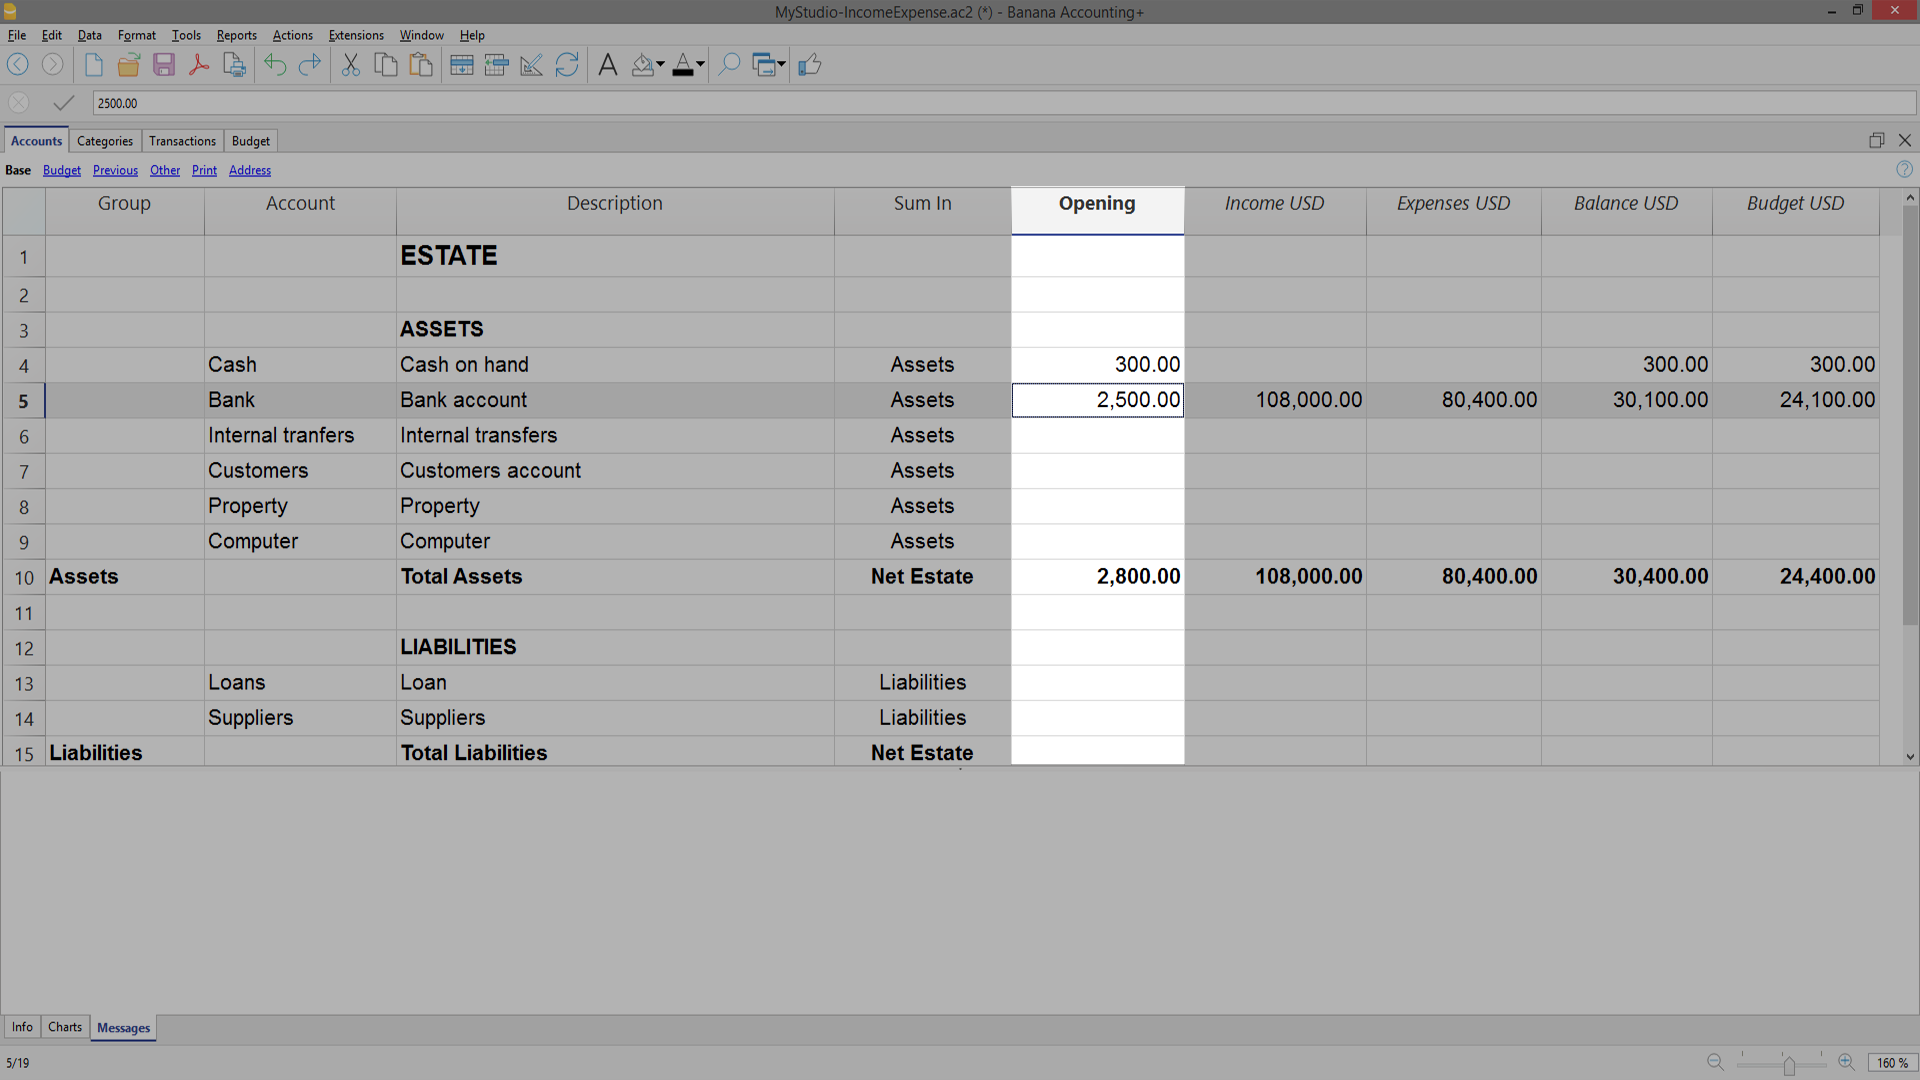 MyStudio-IncomeExpense.ac2 (*) - Banana Accounting+
File Edit Data Format Tools Reports Actions Extensions Window Help
2500.00
Accounts Categories Transactions Budget
Base Budget Previous Other Print Address
Group Account Description Sum In Opening Income USD Expenses USD Balance USD Budget USD
1 ESTATE
2
3 ASSETS
4 Cash Cash on hand Assets 300.00 300.00 300.00
5 Bank Bank account Assets 2,500.00 108,000.00 80,400.00 30,100.00 24,100.00
6 Internal tranfers Internal transfers Assets
7 Customers Customers account Assets
8 Property Property Assets
9 Computer Computer Assets
10 Assets Total Assets Net Estate 2,800.00 108,000.00 80,400.00 30,400.00 24,400.00
11
12 LIABILITIES
13 Loans Loan Liabilities
14 Suppliers Suppliers Liabilities
15 Liabilities Total Liabilities Net Estate
Info Charts Messages
5/19 160 %